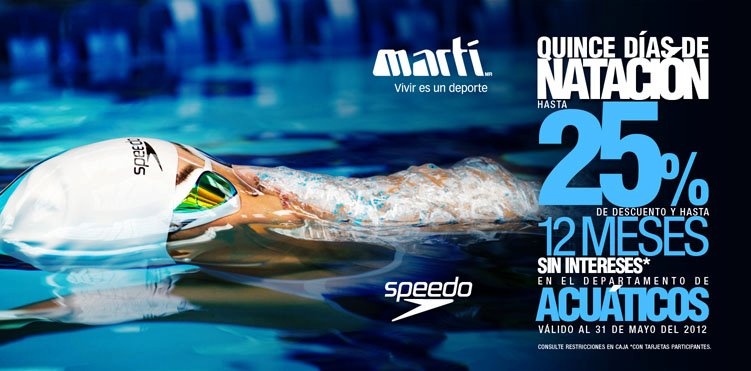 speedo
martí
MR
Vivir es un deporte
QUINCE DÍAS DE
NATACIÓN
HASTA
25%
DE DESCUENTO Y HASTA
12 MESES
SIN INTERESES*
EN EL DEPARTAMENTO DE
ACUÁTICOS
VÁLIDO AL 31 DE MAYO DEL 2012
CONSULTE RESTRICCIONES EN CAJA *CON TARJETAS PARTICIPANTES.
speedo